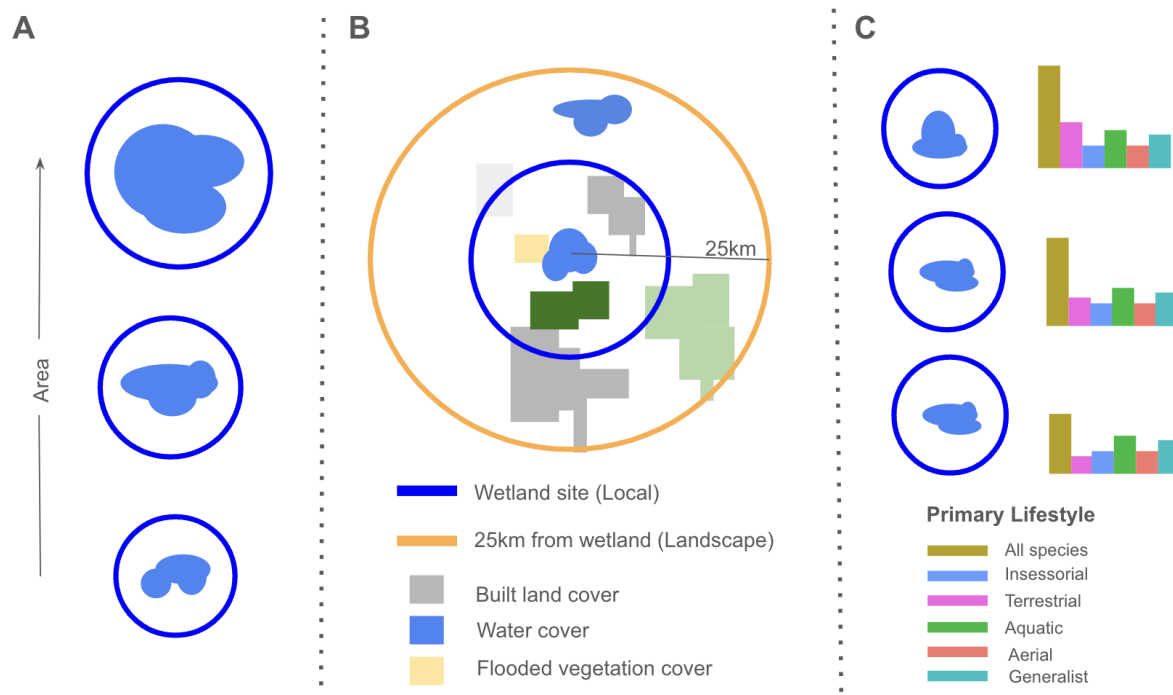 A
B
C
Area
25km
Wetland site (Local)
25km from wetland (Landscape)
Built land cover
Water cover
Flooded vegetation cover
Primary Lifestyle
All species
Insessorial
Terrestrial
Aquatic
Aerial
Generalist